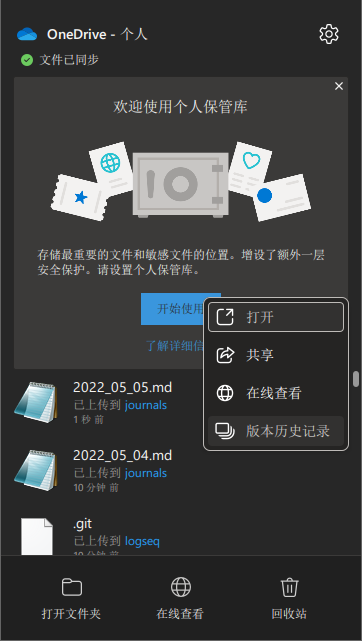 OneDrive - 个人
文件已同步
欢迎使用个人保管库
存储最重要的文件和敏感文件的位置。增设了额外一层
安全保护。请设置个人保管库。
开始使用
了解详细信
打开
共享
在线查看
版本历史记录
2022_05_05.md
已上传到 journals
1 秒 前
2022_05_04.md
已上传到 journals
10 分钟 前
.git
已上传到 logseq
10 分钟 前
打开文件夹
在线查看
回收站